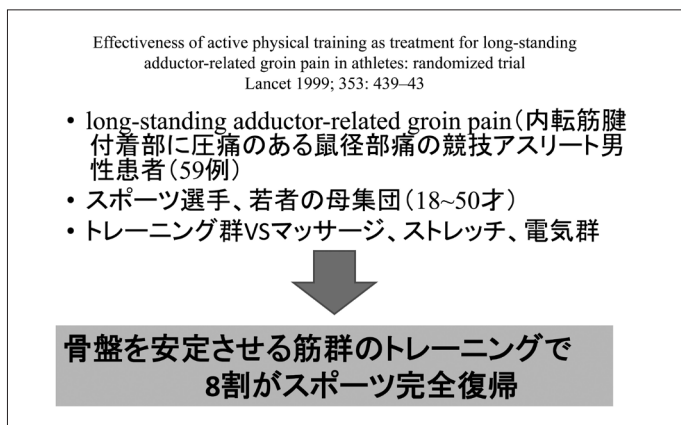 Effectiveness of active physical training as treatment for long-standing
adductor-related groin pain in athletes: randomized trial
Lancet 1999; 353: 439–43
• long-standing adductor-related groin pain(内転筋腱
付着部に圧痛のある鼠径部痛の競技アスリート男
性患者(59例)
• スポーツ選手、若者の母集団(18~50才)
• トレーニング群VSマッサージ、ストレッチ、電気群
骨盤を安定させる筋群のトレーニングで
8割がスポーツ完全復帰